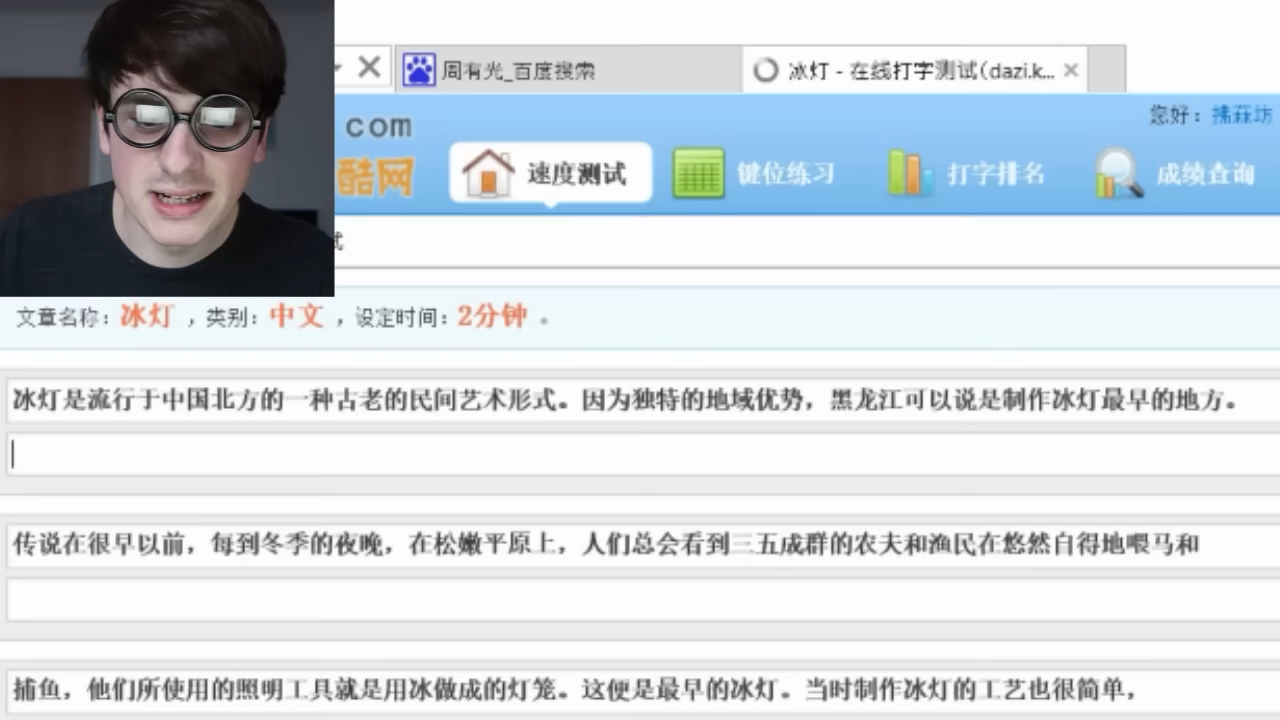 周有光_百度搜索
冰灯 - 在线打字测试(dazi.k...
com
您好：
酷网
速度测试
键位练习
打字排名
成绩查询
试
文章名称：冰灯 ，类别：中文 ，设定时间：2分钟 。
冰灯是流行于中国北方的一种古老的民间艺术形式。因为独特的地域优势，黑龙江可以说是制作冰灯最早的地方。
传说在很早以前，每到冬季的夜晚，在松嫩平原上，人们总会看到三五成群的农夫和渔民在悠然自得地喂马和
捕鱼，他们所使用的照明工具就是用冰做成的灯笼。这便是最早的冰灯。当时制作冰灯的工艺也很简单，